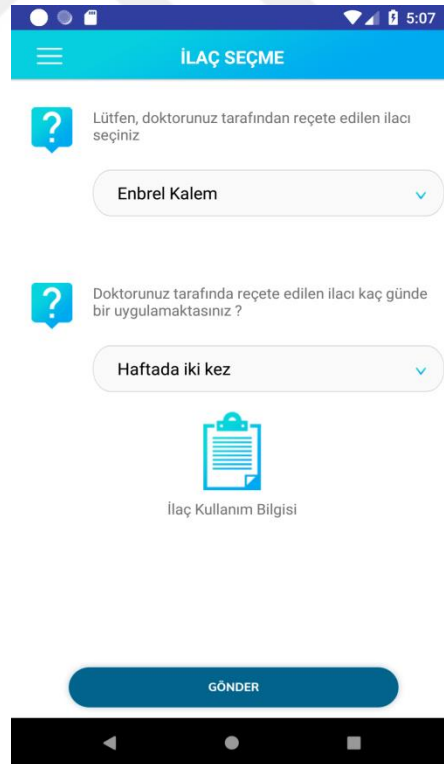 5:07
İLAÇ SEÇME
Lütfen, doktorunuz tarafından reçete edilen ilacı
seçiniz
Enbrel Kalem
Doktorunuz tarafında reçete edilen ilacı kaç günde
bir uygulamaktasınız ?
Haftada iki kez
İlaç Kullanım Bilgisi
GÖNDER